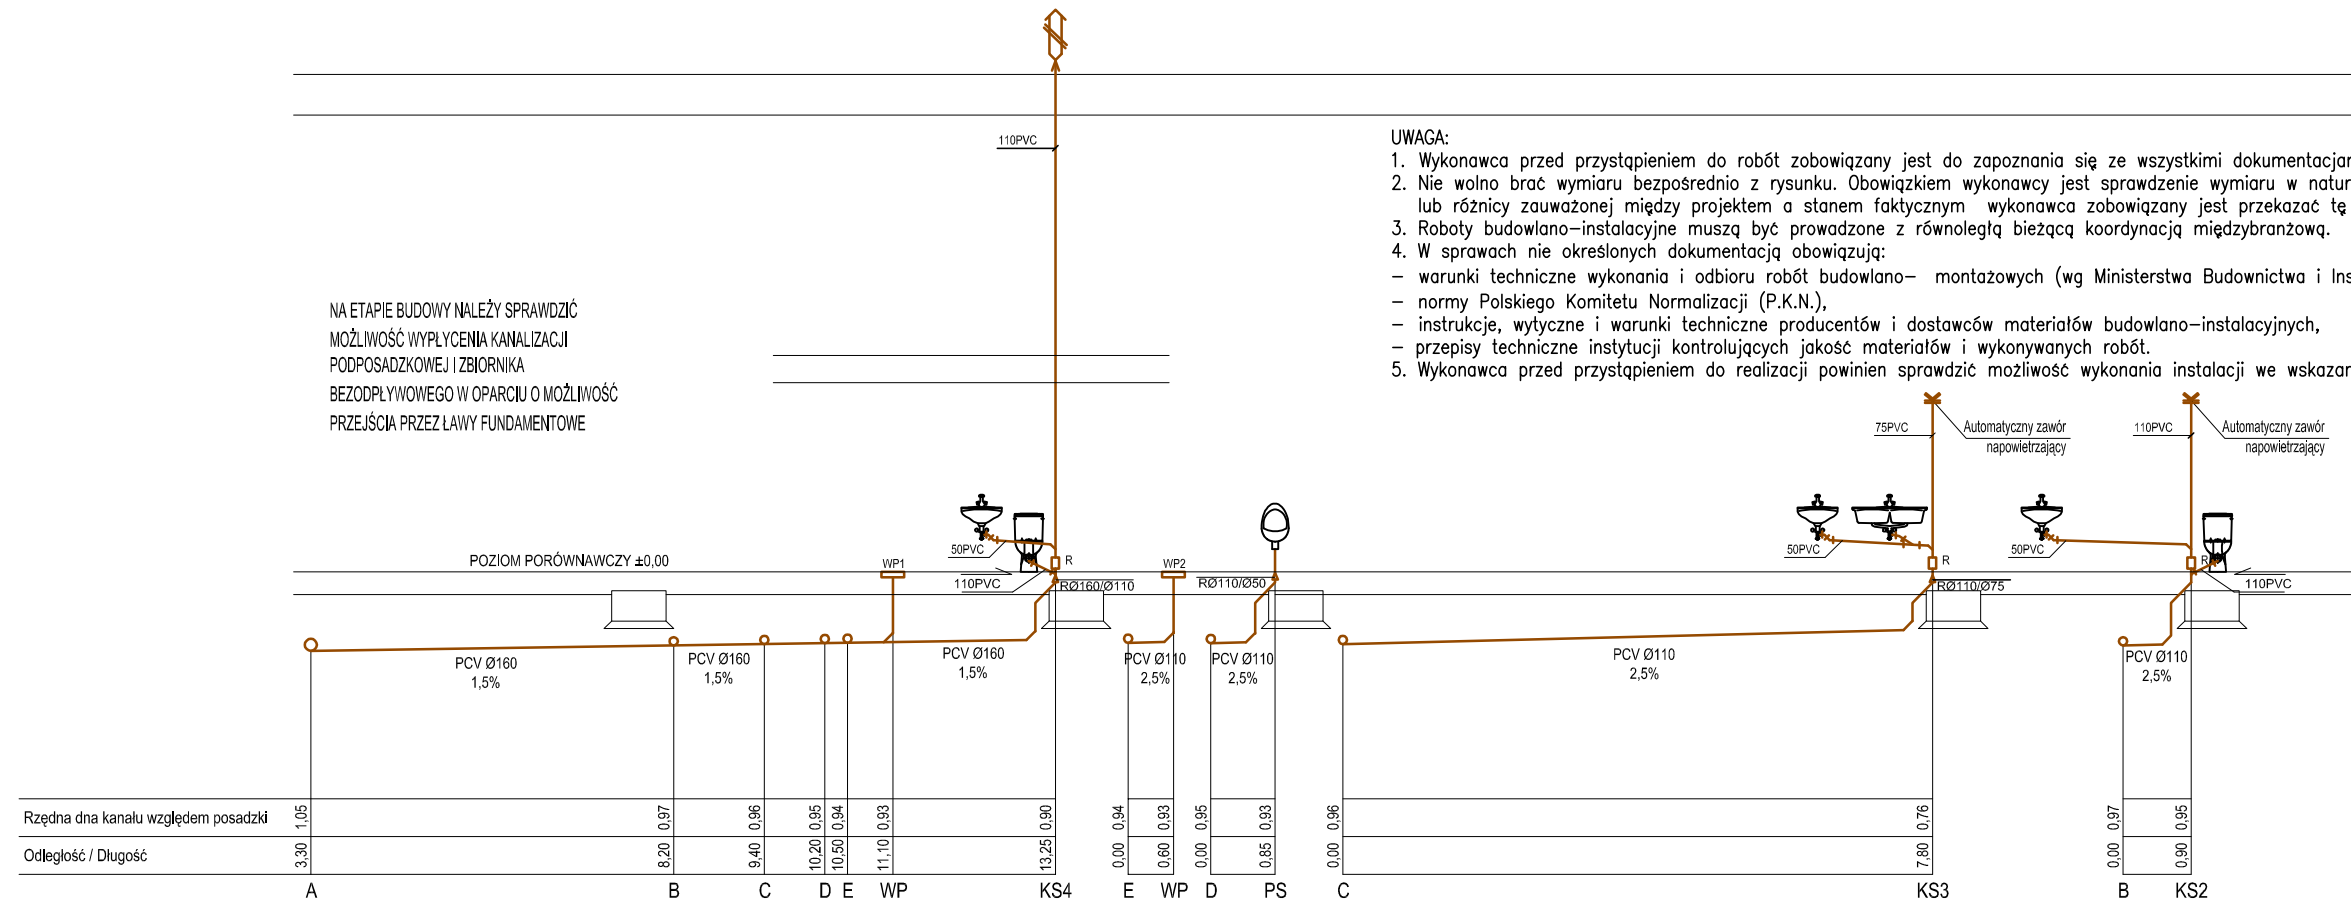 110PVC
UWAGA:
1. Wykonawca przed przystąpieniem do robót zobowiązany jest do zapoznania się ze wszystkimi
2. Nie wolno brać wymiaru bezpośrednio z rysunku. Obowiązkiem wykonawcy jest sprawdzenie wymiaru w
lub różnicy zauważonej między projektem a stanem faktycznym wykonawca zobowiązany jest przekazać tę
3. Roboty budowlano-instalacyjne muszą być prowadzone z równoległą bieżącą koordynacją międzybranżową.
4. W sprawach nie określonych dokumentacją obowiązują:
- warunki techniczne wykonania i odbioru robót budowlano- montażowych (wg Ministerstwa Budownictwa i
- normy Polskiego Komitetu Normalizacji (P.K.N.),
- instrukcje, wytyczne i warunki techniczne producentów i dostawców materiałów budowlano-instalacyjnych,
- przepisy techniczne instytucji kontrolujących jakość materiałów i wykonywanych robót.
5. Wykonawca przed przystąpieniem do realizacji powinien sprawdzić możliwość wykonania instalacji we
NA ETAPIE BUDOWY NALEŻY SPRAWDZIĆ
MOŻLIWOŚĆ WYPŁYCENIA KANALIZACJI
PODPOSADZKOWEJ I ZBIORNIKA
BEZODPŁYWOWEGO W OPARCIU O MOŻLIWOŚĆ
PRZEJŚCIA PRZEZ ŁAWY FUNDAMENTOWE
75PVC
Automatyczny zawór
napowietrzający
110PVC
Automatyczny zawór
napowietrzający
POZIOM PORÓWNAWCZY ±0,00
WP1
50PVC
R
110PVC
RØ160/Ø110
WP2
RØ110/Ø50
50PVC
R
RØ110/Ø75
50PVC
R
110PVC
PCV Ø160
1,5%
PCV Ø160
1,5%
PCV Ø160
1,5%
PCV Ø110
2,5%
PCV Ø110
2,5%
PCV Ø110
2,5%
PCV Ø110
2,5%
Rzędna dna kanału względem posadzki 1,05 0,97 0,96 0,95 0,94 0,93 0,90 0,94 0,93 0,95 0,93 0,96 0,76 0,97 0,95
Odległość / Długość 3,30 8,20 9,40 10,20 10,50 11,10 13,25 0,00 0,60 0,00 0,85 0,00 7,80 0,00 0,90
A B C D E WP KS4 E WP D PS C KS3 B KS2